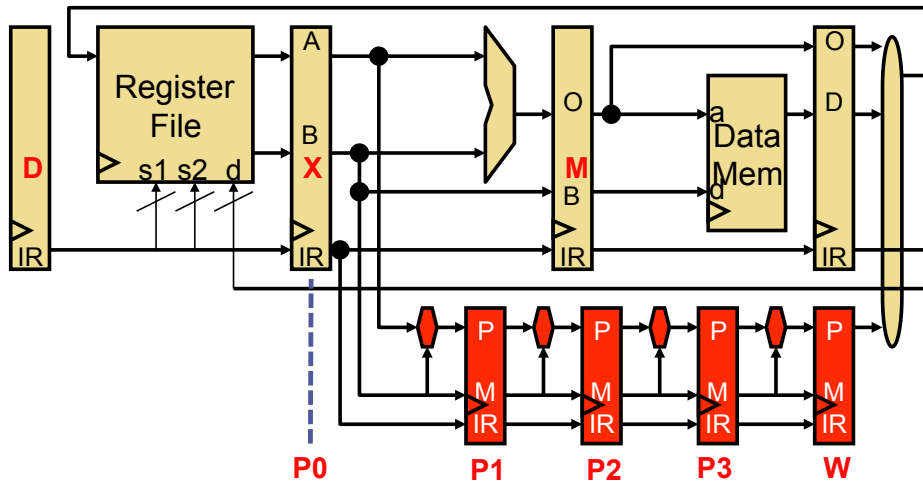 A
O
Register
File
B
O
D
a
Data
Mem
D
X
M
s1 s2 d
B
d
IR
IR
IR
IR
P
P
P
P
M
M
M
M
IR
IR
IR
IR
P0
P1
P2
P3
W